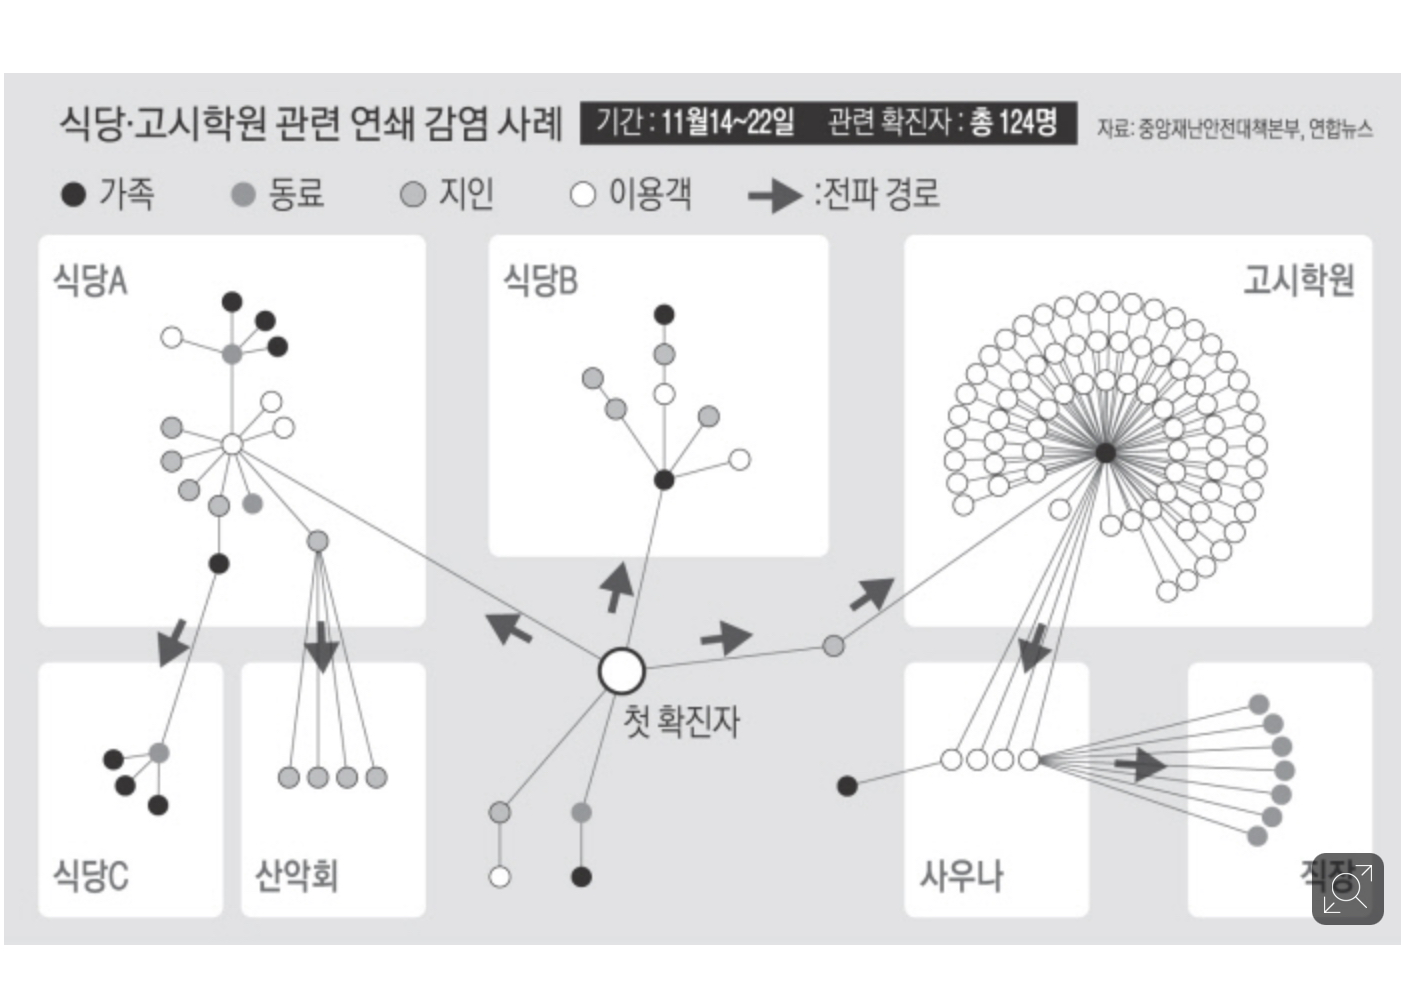 식당·고시학원 관련 연쇄 감염 사례 기간 : 11월14~22일 관련 확진자 : 총 124명 자료: 중앙재난안전대책본부, 연합뉴스
가족 동료 지인 이용객 :전파 경로
식당A 식당B 고시학원
첫 확진자
식당C 산악회 사우나 직장